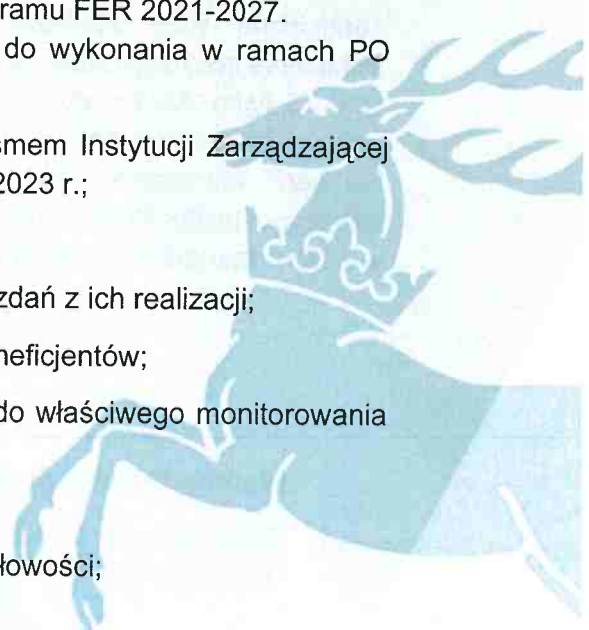 ramu FER 2021-2027.
do wykonania w ramach PO
smem Instytucji Zarządzającej
2023 r.;
zdań z ich realizacji;
neficjentów;
do właściwego monitorowania
łowości;